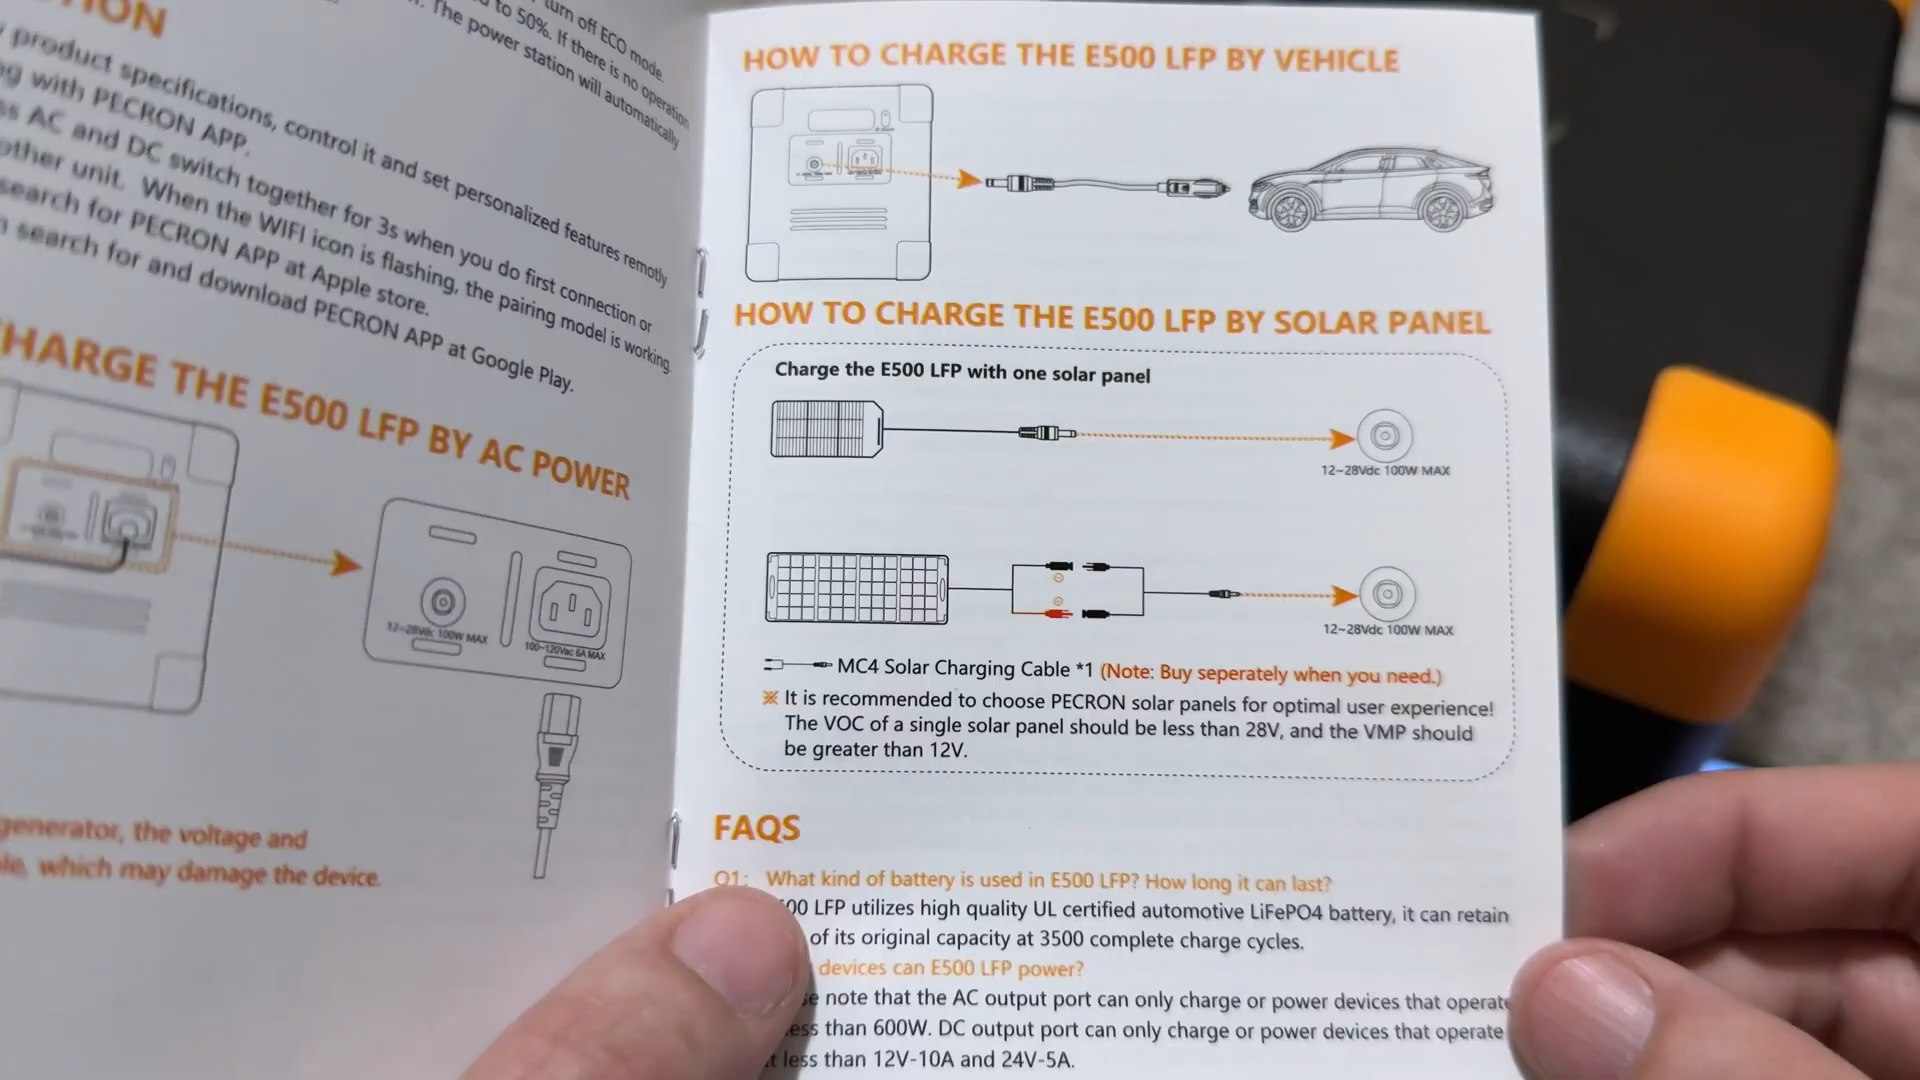 turn off ECO mode.
to 50%. If there is no operation
The power station will automatically
product specifications, control it and set personalized features remotly
with PECRON APP.
AC and DC switch together for 3s when you do first connection or
other unit. When the WIFI icon is flashing, the pairing model is working.
search for PECRON APP at Apple store.
search for and download PECRON APP at Google Play.
CHARGE THE E500 LFP BY AC POWER
12~28Vdc 100W MAX
100~120Vac 6A MAX
generator, the voltage and
which may damage the device.
HOW TO CHARGE THE E500 LFP BY VEHICLE
HOW TO CHARGE THE E500 LFP BY SOLAR PANEL
Charge the E500 LFP with one solar panel
12~28Vdc 100W MAX
12~28Vdc 100W MAX
MC4 Solar Charging Cable *1 (Note: Buy seperately when you need.)
※ It is recommended to choose PECRON solar panels for optimal user experience!
The VOC of a single solar panel should be less than 28V, and the VMP should
be greater than 12V.
FAQS
Q1: What kind of battery is used in E500 LFP? How long it can last?
00 LFP utilizes high quality UL certified automotive LiFePO4 battery, it can retain
of its original capacity at 3500 complete charge cycles.
devices can E500 LFP power?
note that the AC output port can only charge or power devices that operate
less than 600W. DC output port can only charge or power devices that operate
less than 12V-10A and 24V-5A.